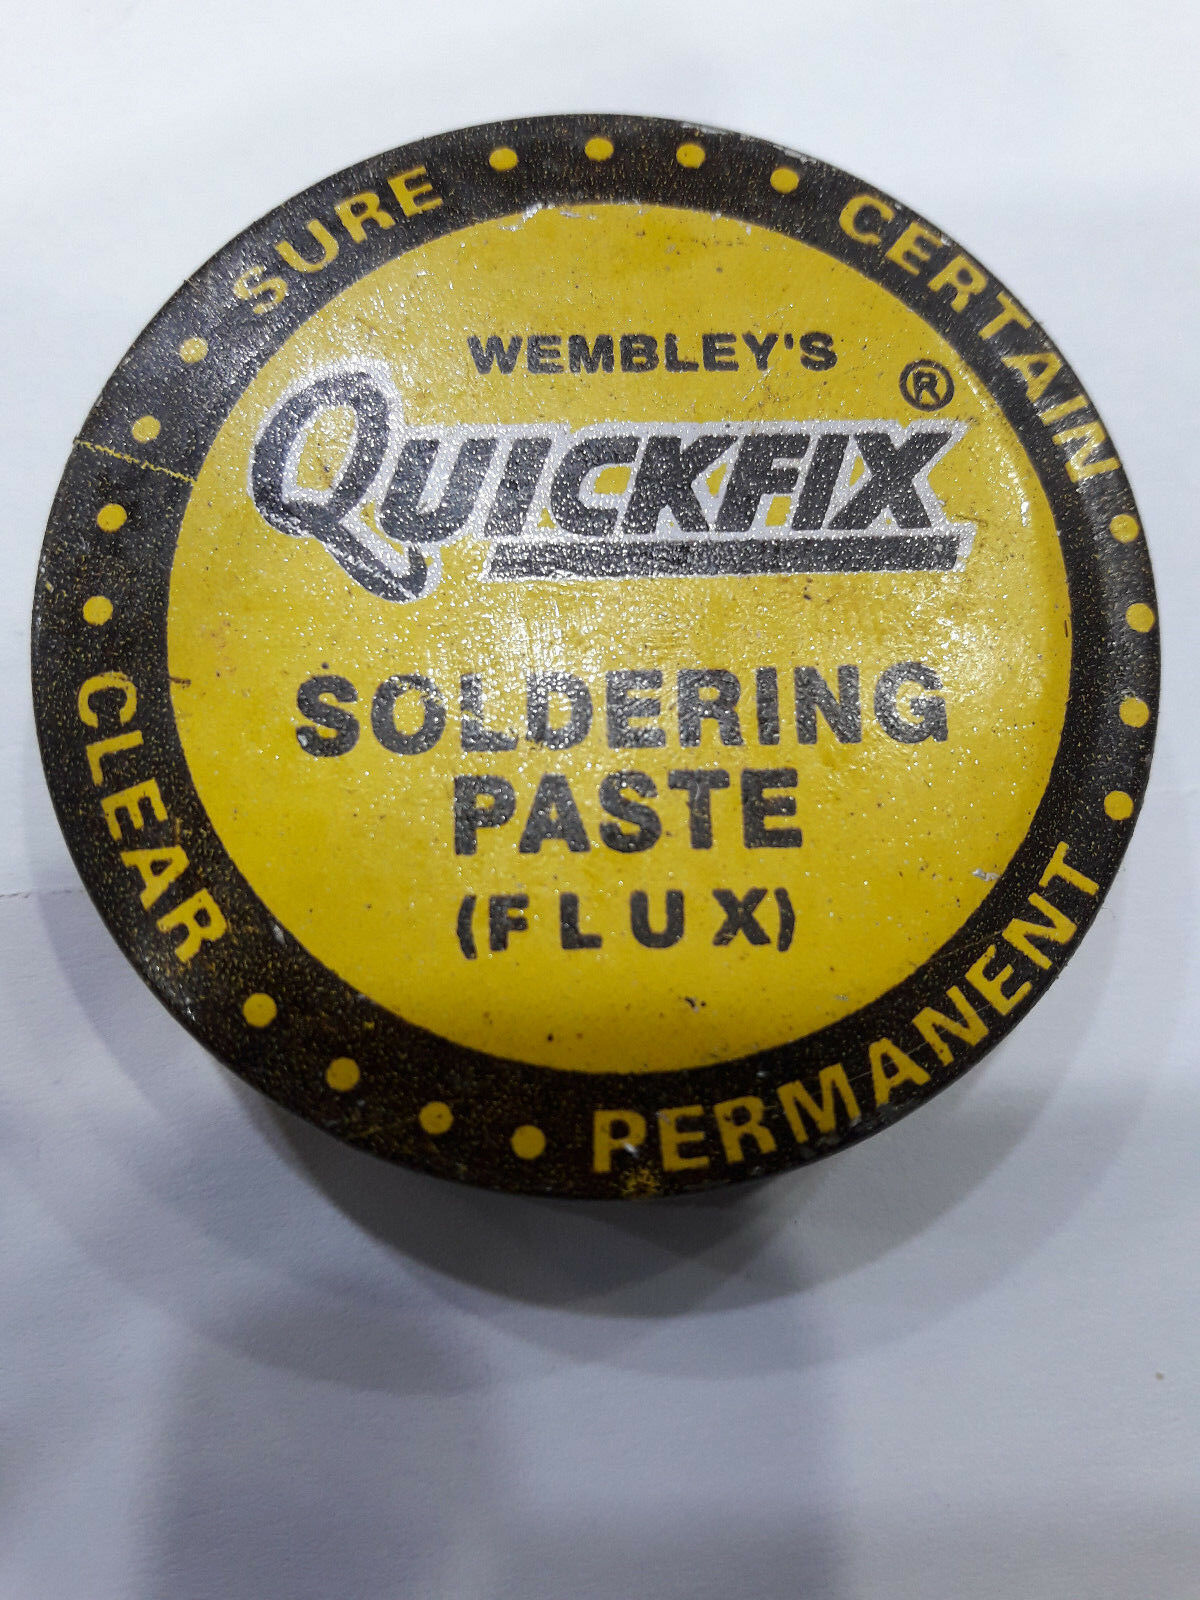 SURE
CERTAIN
WEMBLEY'S
QUICKFIX ®
SOLDERING
PASTE
(FLUX)
CLEAR
PERMANENT